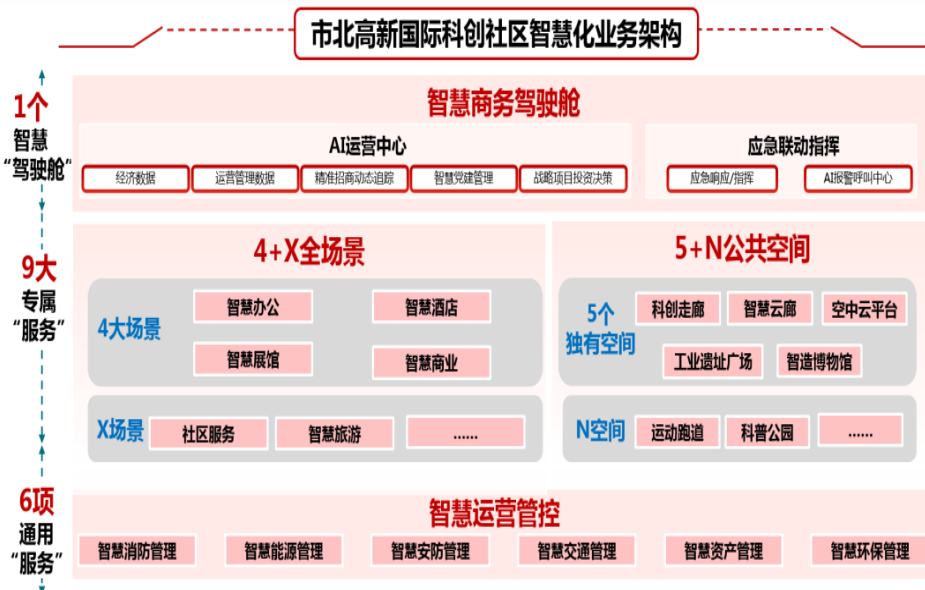 市北高新国际科创社区智慧化业务架构
1个
智慧
“驾驶舱”
智慧商务驾驶舱
AI运营中心
经济数据
运营管理数据
精准招商动态追踪
智慧党建管理
战略项目投资决策
应急联动指挥
应急响应/指挥
AI报警呼叫中心
9大
专属
“服务”
4+X全场景
4大场景
智慧办公
智慧酒店
智慧展馆
智慧商业
X场景
社区服务
智慧旅游
……
5+N公共空间
5个
独有空间
科创走廊
智慧云廊
空中云平台
工业遗址广场
智造博物馆
N空间
运动跑道
科普公园
……
6项
通用
“服务”
智慧运营管控
智慧消防管理
智慧能源管理
智慧安防管理
智慧交通管理
智慧资产管理
智慧环保管理